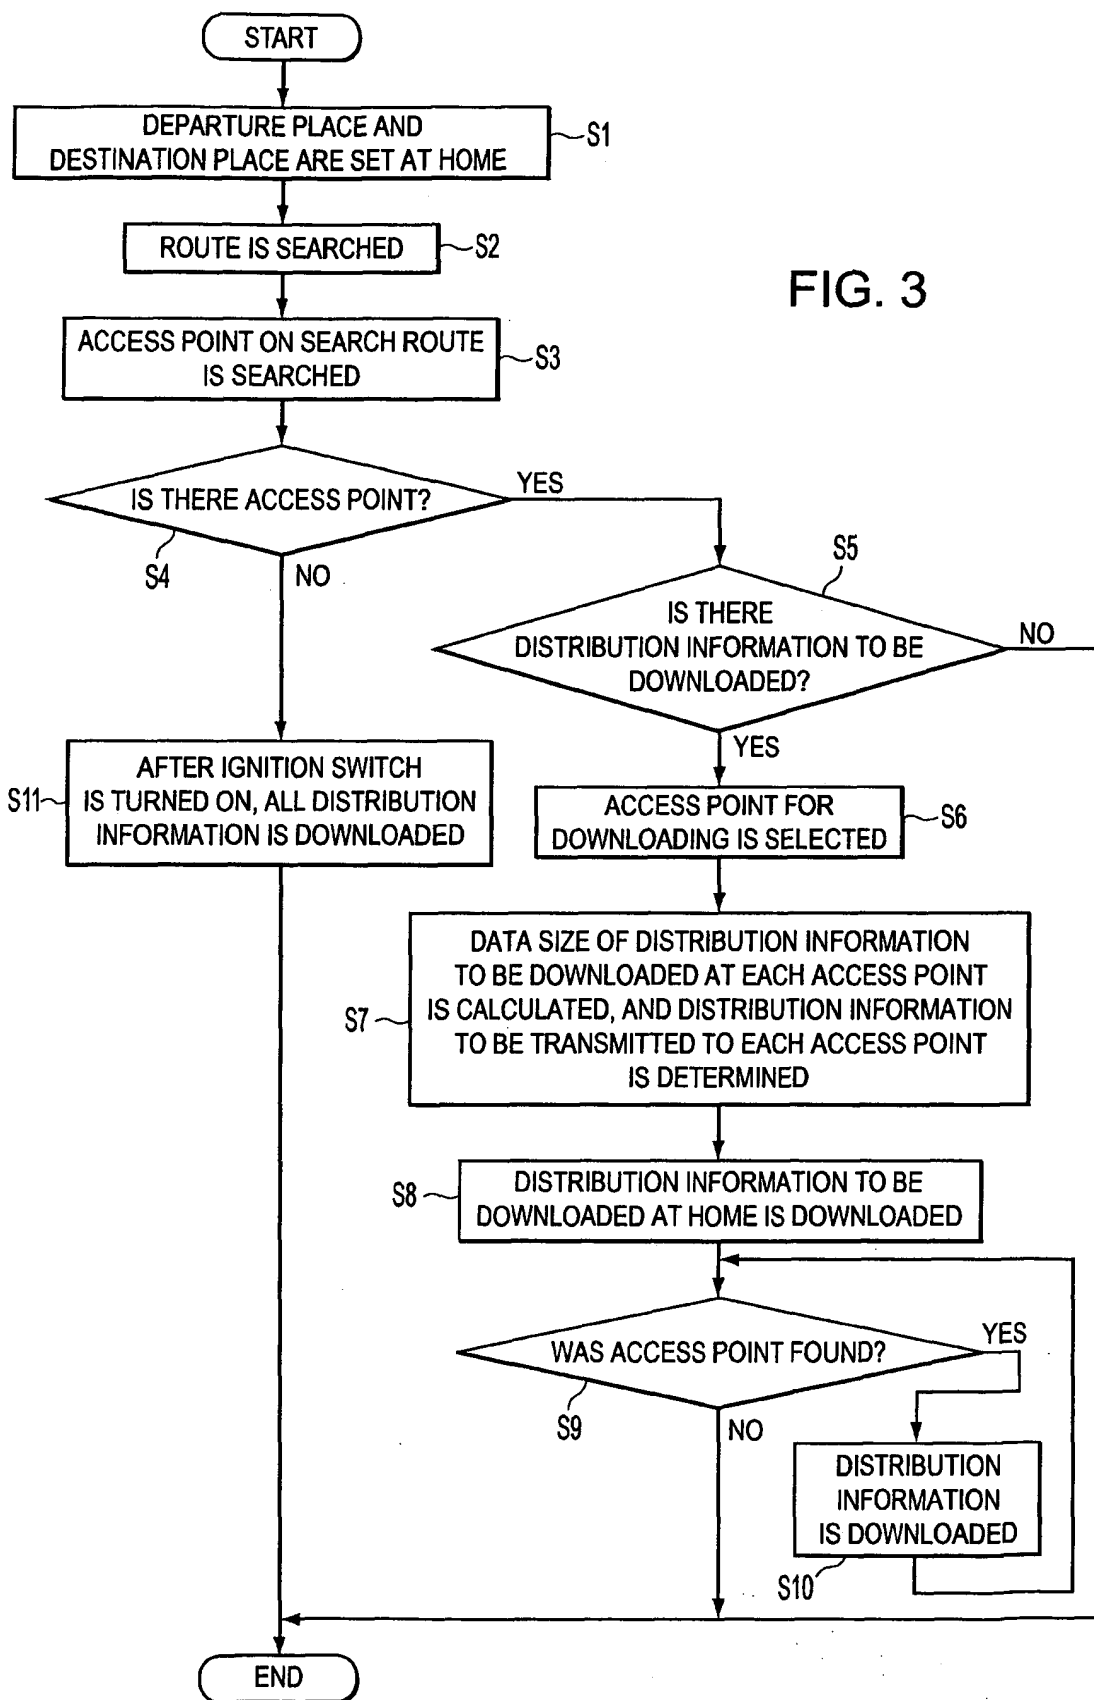 START
DEPARTURE PLACE AND
DESTINATION PLACE ARE SET AT HOME
S1
ROUTE IS SEARCHED
S2
FIG. 3
ACCESS POINT ON SEARCH ROUTE
IS SEARCHED
S3
IS THERE ACCESS POINT?
YES
S4
NO
S5
IS THERE
DISTRIBUTION INFORMATION TO BE
DOWNLOADED?
NO
YES
S11
AFTER IGNITION SWITCH
IS TURNED ON, ALL DISTRIBUTION
INFORMATION IS DOWNLOADED
ACCESS POINT FOR
DOWNLOADING IS SELECTED
S6
S7
DATA SIZE OF DISTRIBUTION INFORMATION
TO BE DOWNLOADED AT EACH ACCESS POINT
IS CALCULATED, AND DISTRIBUTION INFORMATION
TO BE TRANSMITTED TO EACH ACCESS POINT
IS DETERMINED
S8
DISTRIBUTION INFORMATION TO BE
DOWNLOADED AT HOME IS DOWNLOADED
WAS ACCESS POINT FOUND?
YES
S9
NO
DISTRIBUTION
INFORMATION
IS DOWNLOADED
S10
END